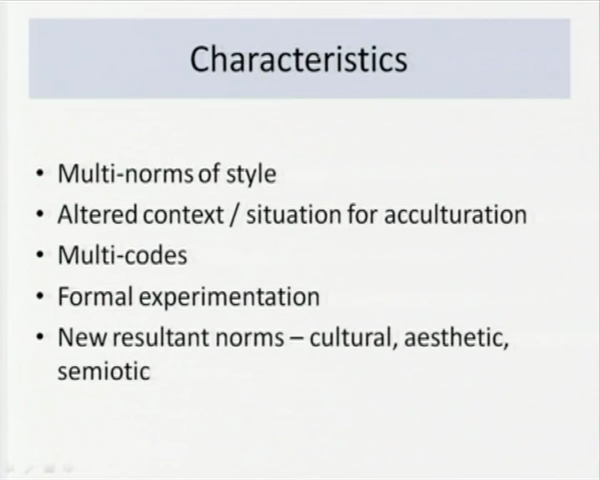 Characteristics
• Multi-norms of style
• Altered context / situation for acculturation
• Multi-codes
• Formal experimentation
• New resultant norms – cultural, aesthetic,
semiotic